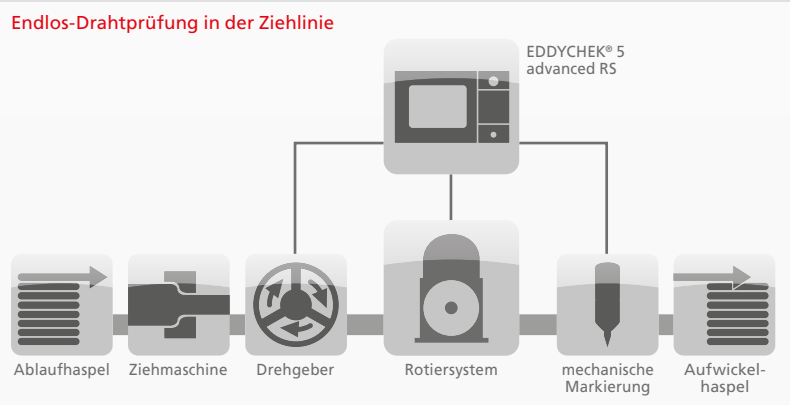 Endlos-Drahtprüfung in der Ziehlinie
EDDYCHEK® 5
advanced RS
Ablaufhaspel
Ziehmaschine
Drehgeber
Rotiersystem
mechanische
Markierung
Aufwickel-
haspel